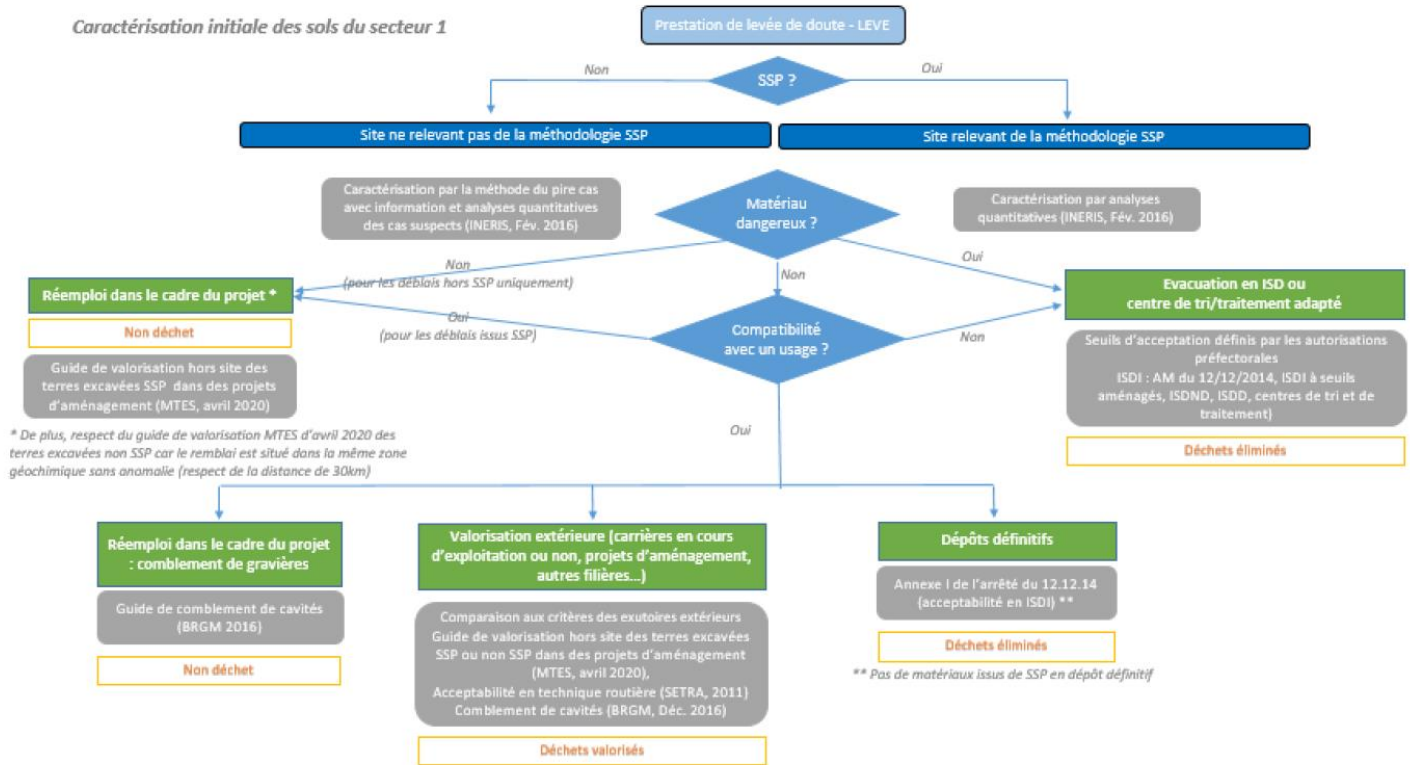 Caractérisation initiale des sols du secteur 1
Prestation de levée de doute - LEVE
Non
SSP ?
Oui
Site ne relevant pas de la méthodologie SSP
Site relevant de la méthodologie SSP
Caractérisation par la méthode du pire cas
avec information et analyses quantitatives
des cas suspects (INERIS, Fév. 2016)
Matériau
dangereux ?
Caractérisation par analyses
quantitatives (INERIS, Fév. 2016)
Non
(pour les déblais hors SSP uniquement)
Non
Oui
Réemploi dans le cadre du projet *
Non déchet
Guide de valorisation hors site des
terres excavées SSP dans des projets
d'aménagement (MTES, avril 2020)
* De plus, respect du guide de valorisation MTES d'avril 2020 des
terres excavées non SSP car le remblai est situé dans la même zone
géochimique sans anomalie (respect de la distance de 30km)
Oui
(pour les déblais issus SSP)
Compatibilité
avec un usage ?
Non
Evacuation en ISD ou
centre de tri/traitement adapté
Seuils d'acceptation définis par les autorisations
préfectorales
ISDI : AM du 12/12/2014, ISDI à seuils
aménagés, ISDND, ISDD, centres de tri et de
traitement)
Déchets éliminés
Oui
Réemploi dans le cadre du projet
: comblement de gravières
Guide de comblement de cavités
(BRGM 2016)
Non déchet
Valorisation extérieure (carrières en cours
d'exploitation ou non, projets d'aménagement,
autres filières...)
Comparaison aux critères des exutoires extérieurs
Guide de valorisation hors site des terres excavées
SSP ou non SSP dans des projets d'aménagement
(MTES, avril 2020),
Acceptabilité en technique routière (SETRA, 2011)
Comblement de cavités (BRGM, Déc. 2016)
Déchets valorisés
Dépôts définitifs
Annexe I de l'arrêté du 12.12.14
(acceptabilité en ISDI) **
Déchets éliminés
** Pas de matériaux issus de SSP en dépôt définitif